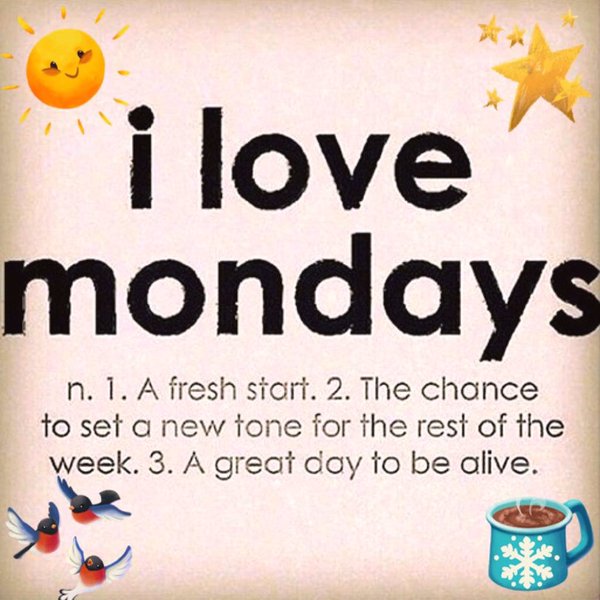 i love
mondays
n. 1. A fresh start. 2. The chance
to set a new tone for the rest of the
week. 3. A great day to be alive.